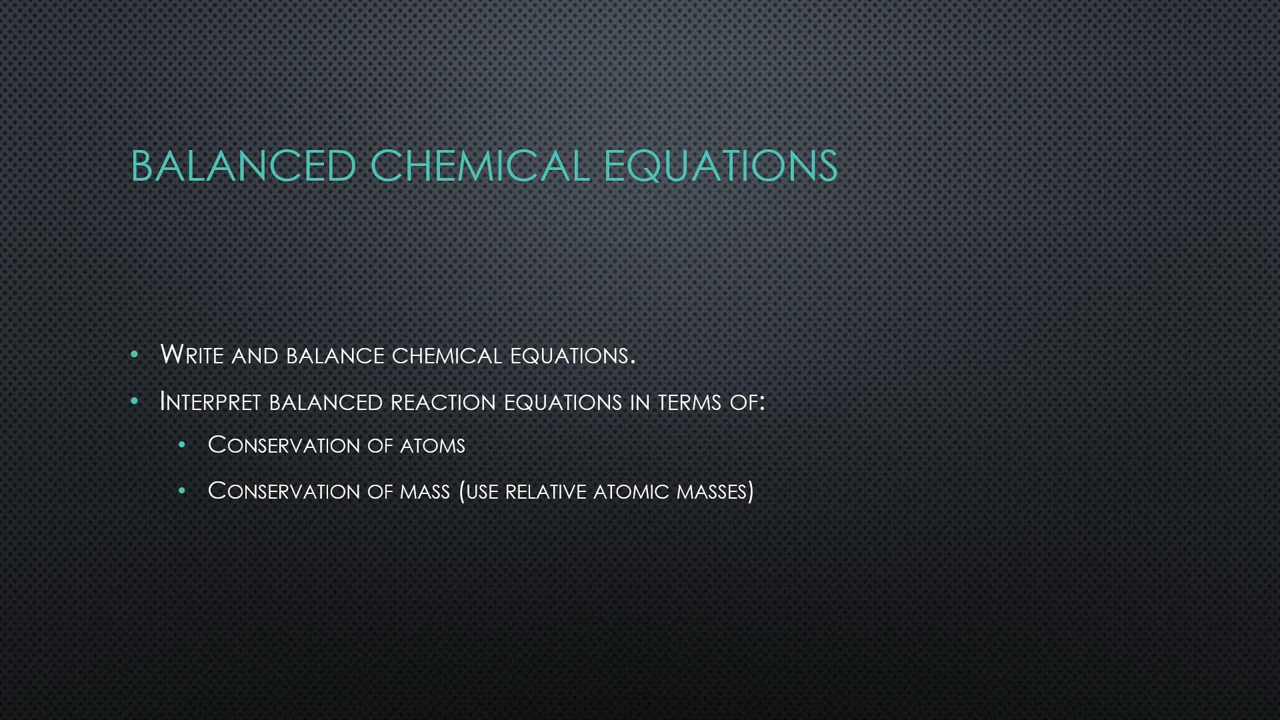 BALANCED CHEMICAL EQUATIONS
• WRITE AND BALANCE CHEMICAL EQUATIONS.
• INTERPRET BALANCED REACTION EQUATIONS IN TERMS OF:
• CONSERVATION OF ATOMS
• CONSERVATION OF MASS (USE RELATIVE ATOMIC MASSES)